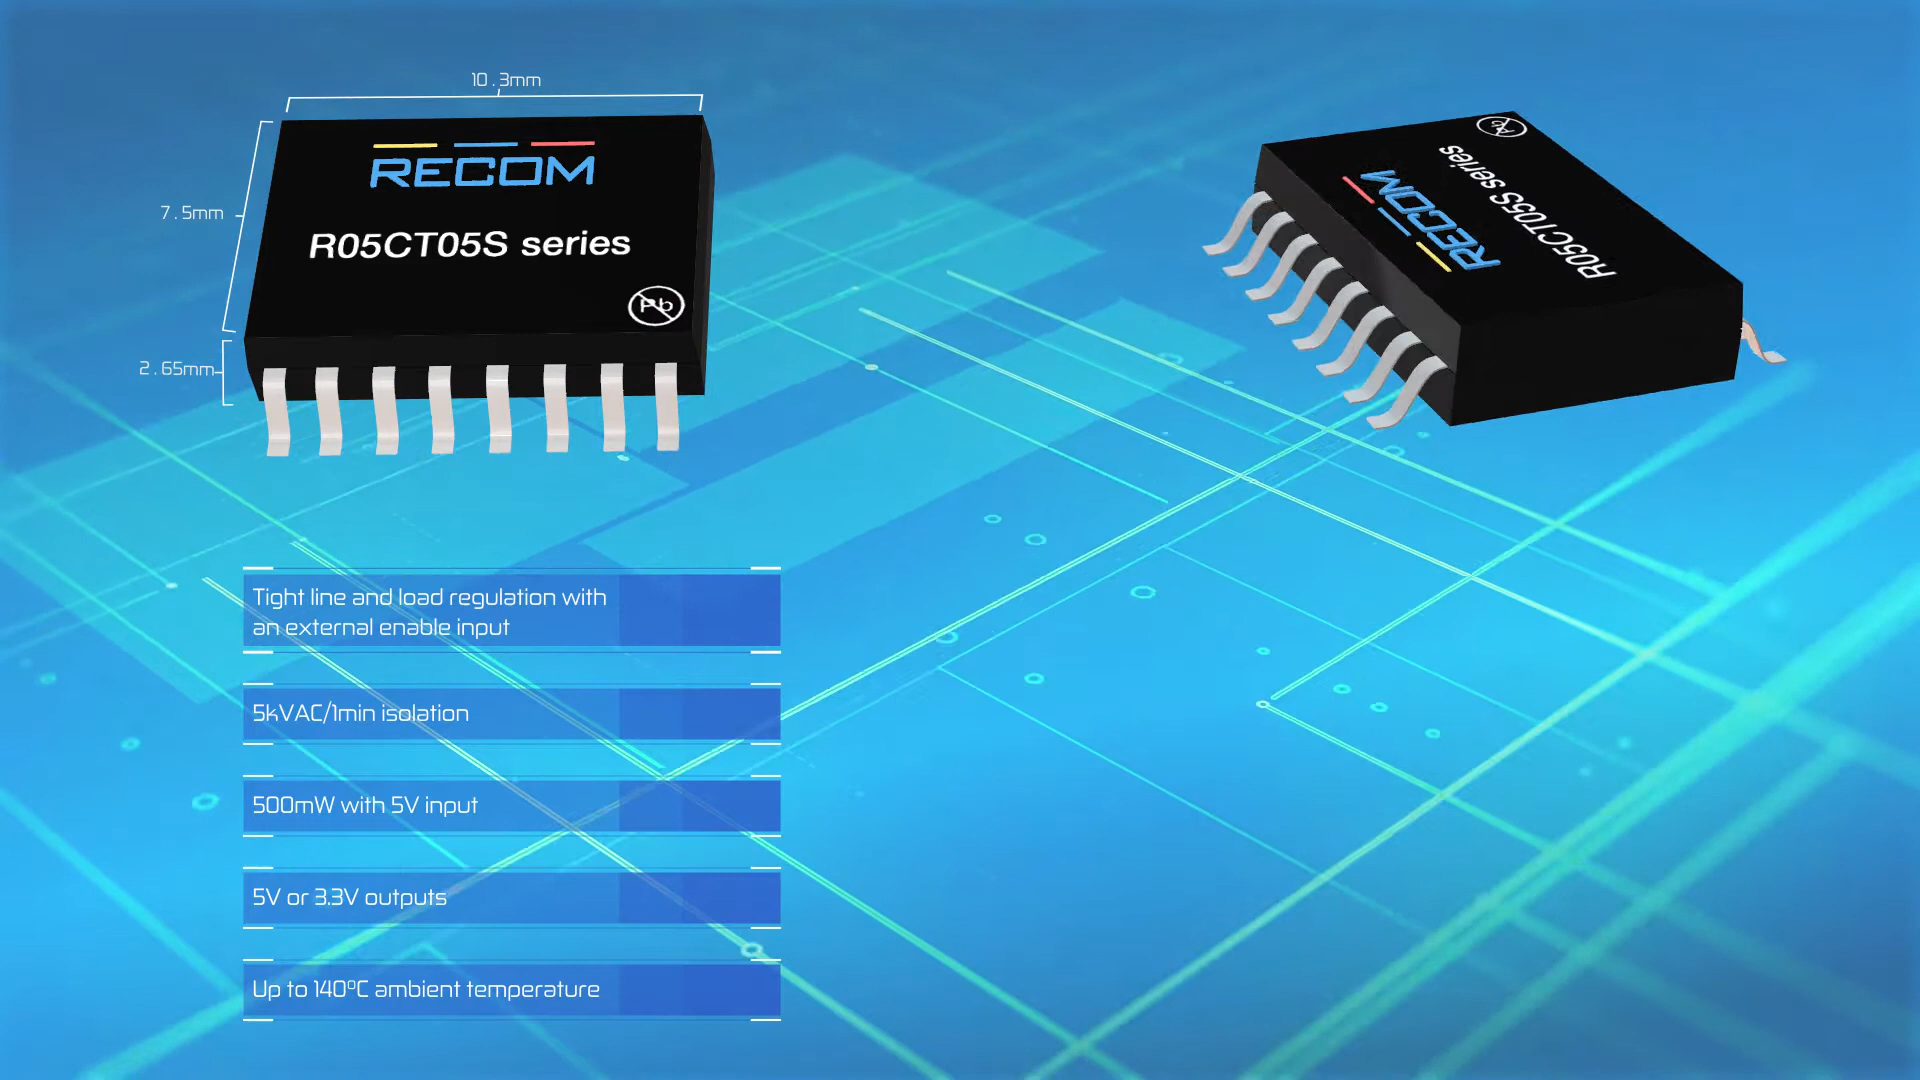 10.3mm
RECOM
7.5mm
R05CT05S series
Pb
2.65mm
Pb
R05CT05S series
RECOM
Tight line and load regulation with
an external enable input
5kVAC/1min isolation
500mW with 5V input
5V or 3.3V outputs
Up to 140ºC ambient temperature